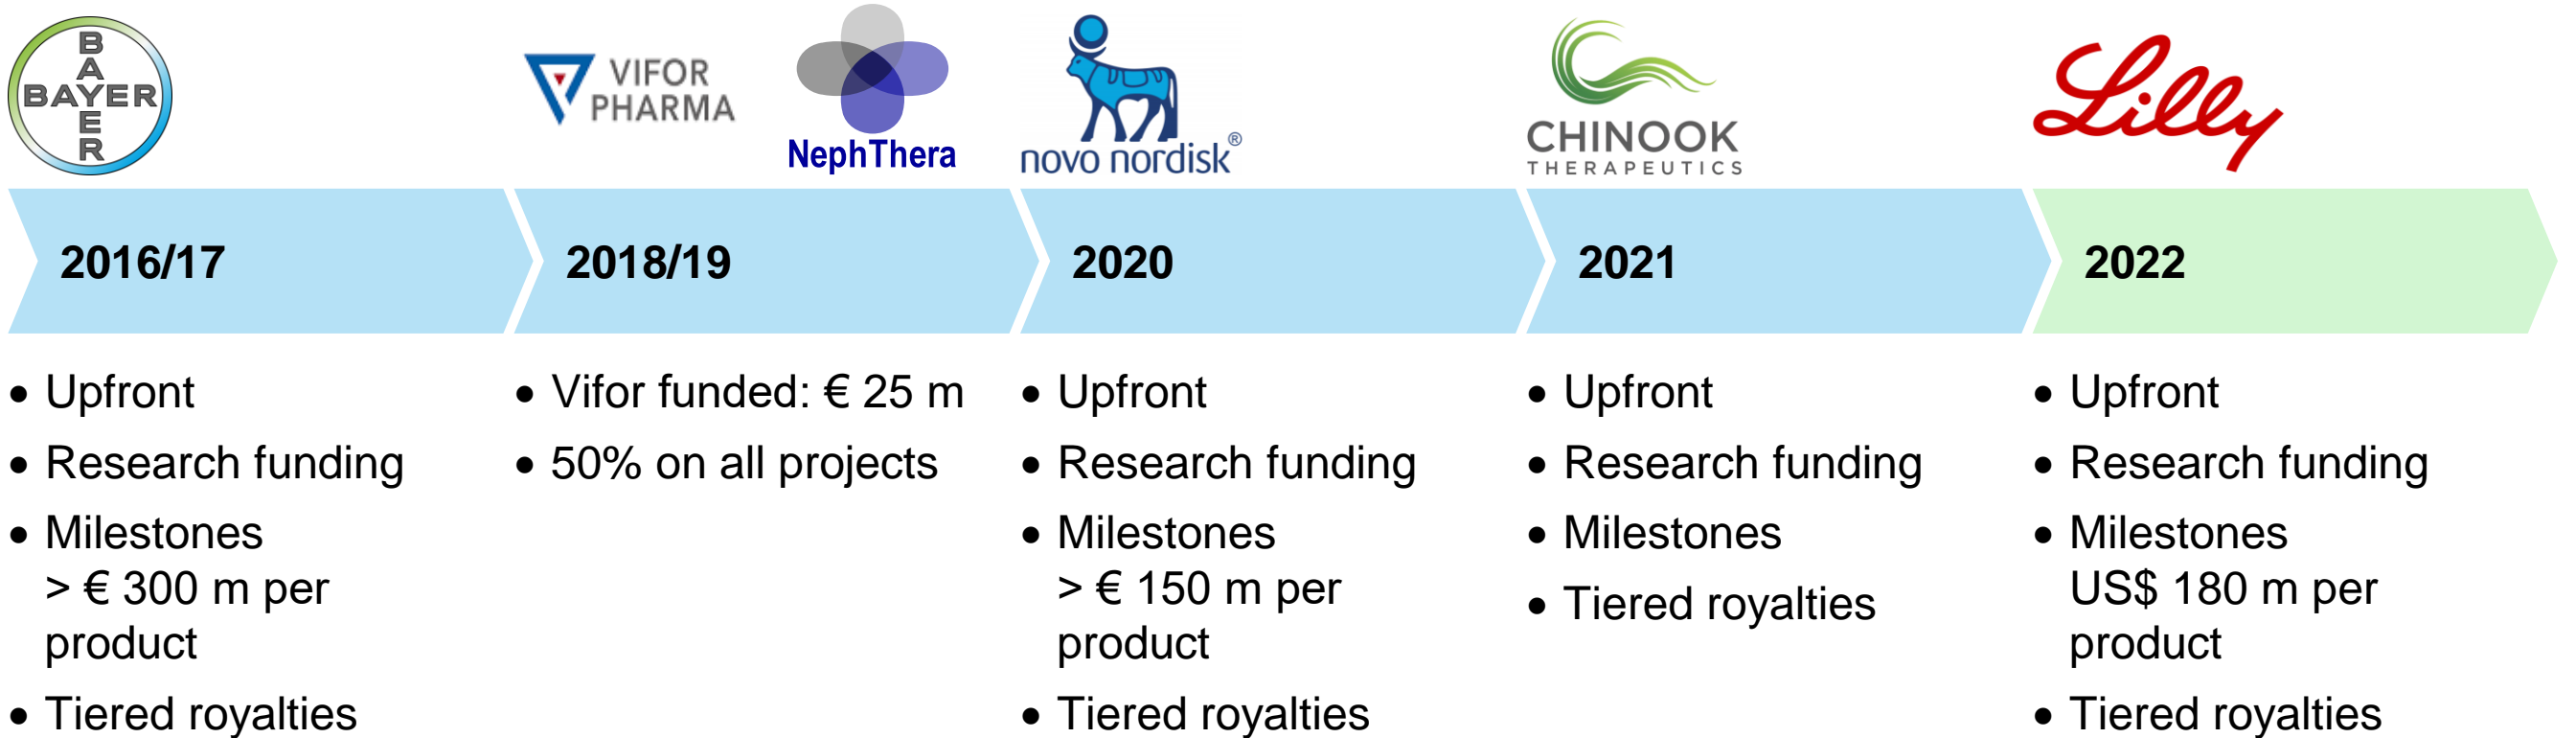 BAYER
BAYER
VIFOR
PHARMA
NephThera
novo nordisk®
CHINOOK
THERAPEUTICS
Lilly
2016/17
2018/19
2020
2021
2022
• Upfront
• Research funding
• Milestones
> € 300 m per
product
• Tiered royalties
• Vifor funded: € 25 m
• 50% on all projects
• Upfront
• Research funding
• Milestones
> € 150 m per
product
• Tiered royalties
• Upfront
• Research funding
• Milestones
• Tiered royalties
• Upfront
• Research funding
• Milestones
US$ 180 m per
product
• Tiered royalties